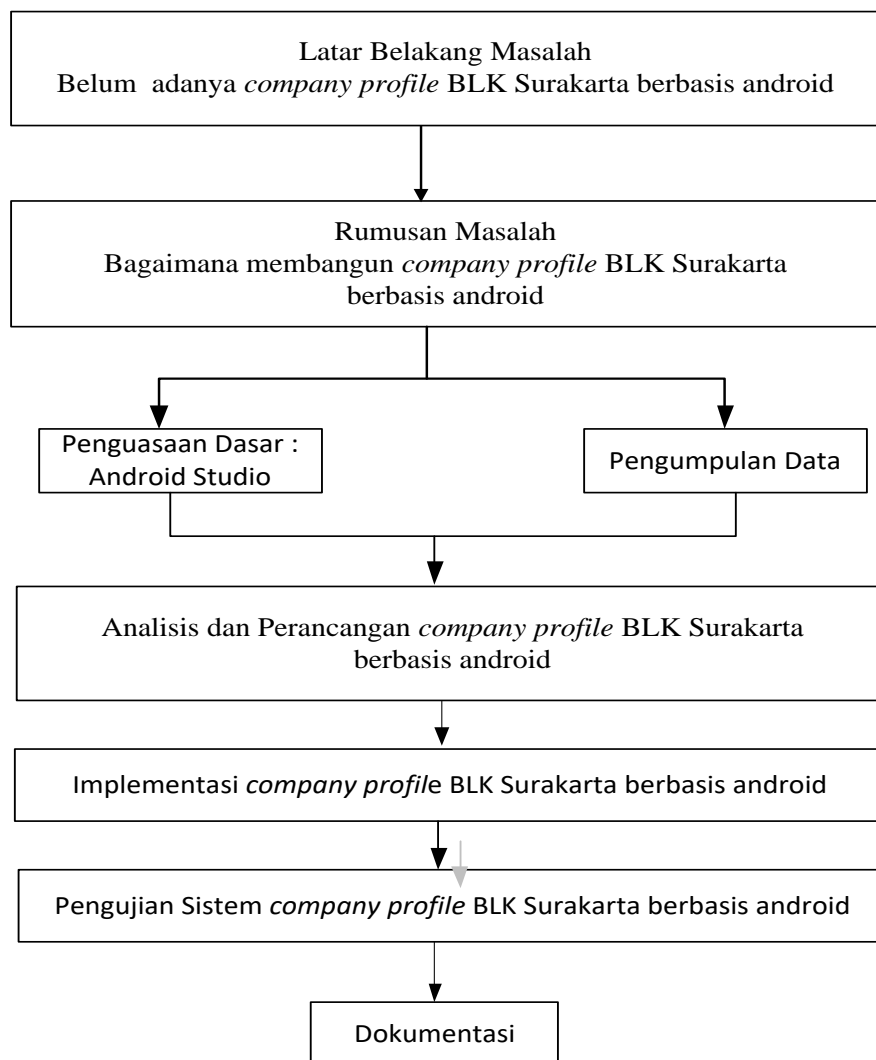 Latar Belakang Masalah
Belum adanya company profile BLK Surakarta berbasis android
Rumusan Masalah
Bagaimana membangun company profile BLK Surakarta
berbasis android
Penguasaan Dasar :
Android Studio
Pengumpulan Data
Analisis dan Perancangan company profile BLK Surakarta
berbasis android
Implementasi company profile BLK Surakarta berbasis android
Pengujian Sistem company profile BLK Surakarta berbasis android
Dokumentasi